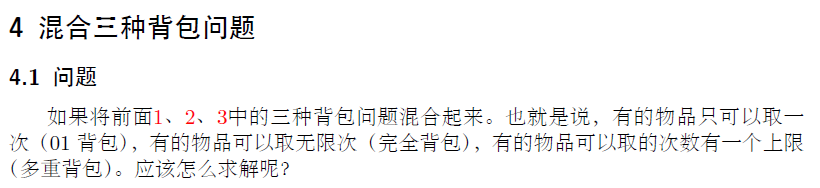 4 混合三种背包问题
4.1 问题
如果将前面1、2、3中的三种背包问题混合起来。也就是说，有的物品只可以取一
次（01 背包），有的物品可以取无限次（完全背包），有的物品可以取的次数有一个上限
（多重背包）。应该怎么求解呢？